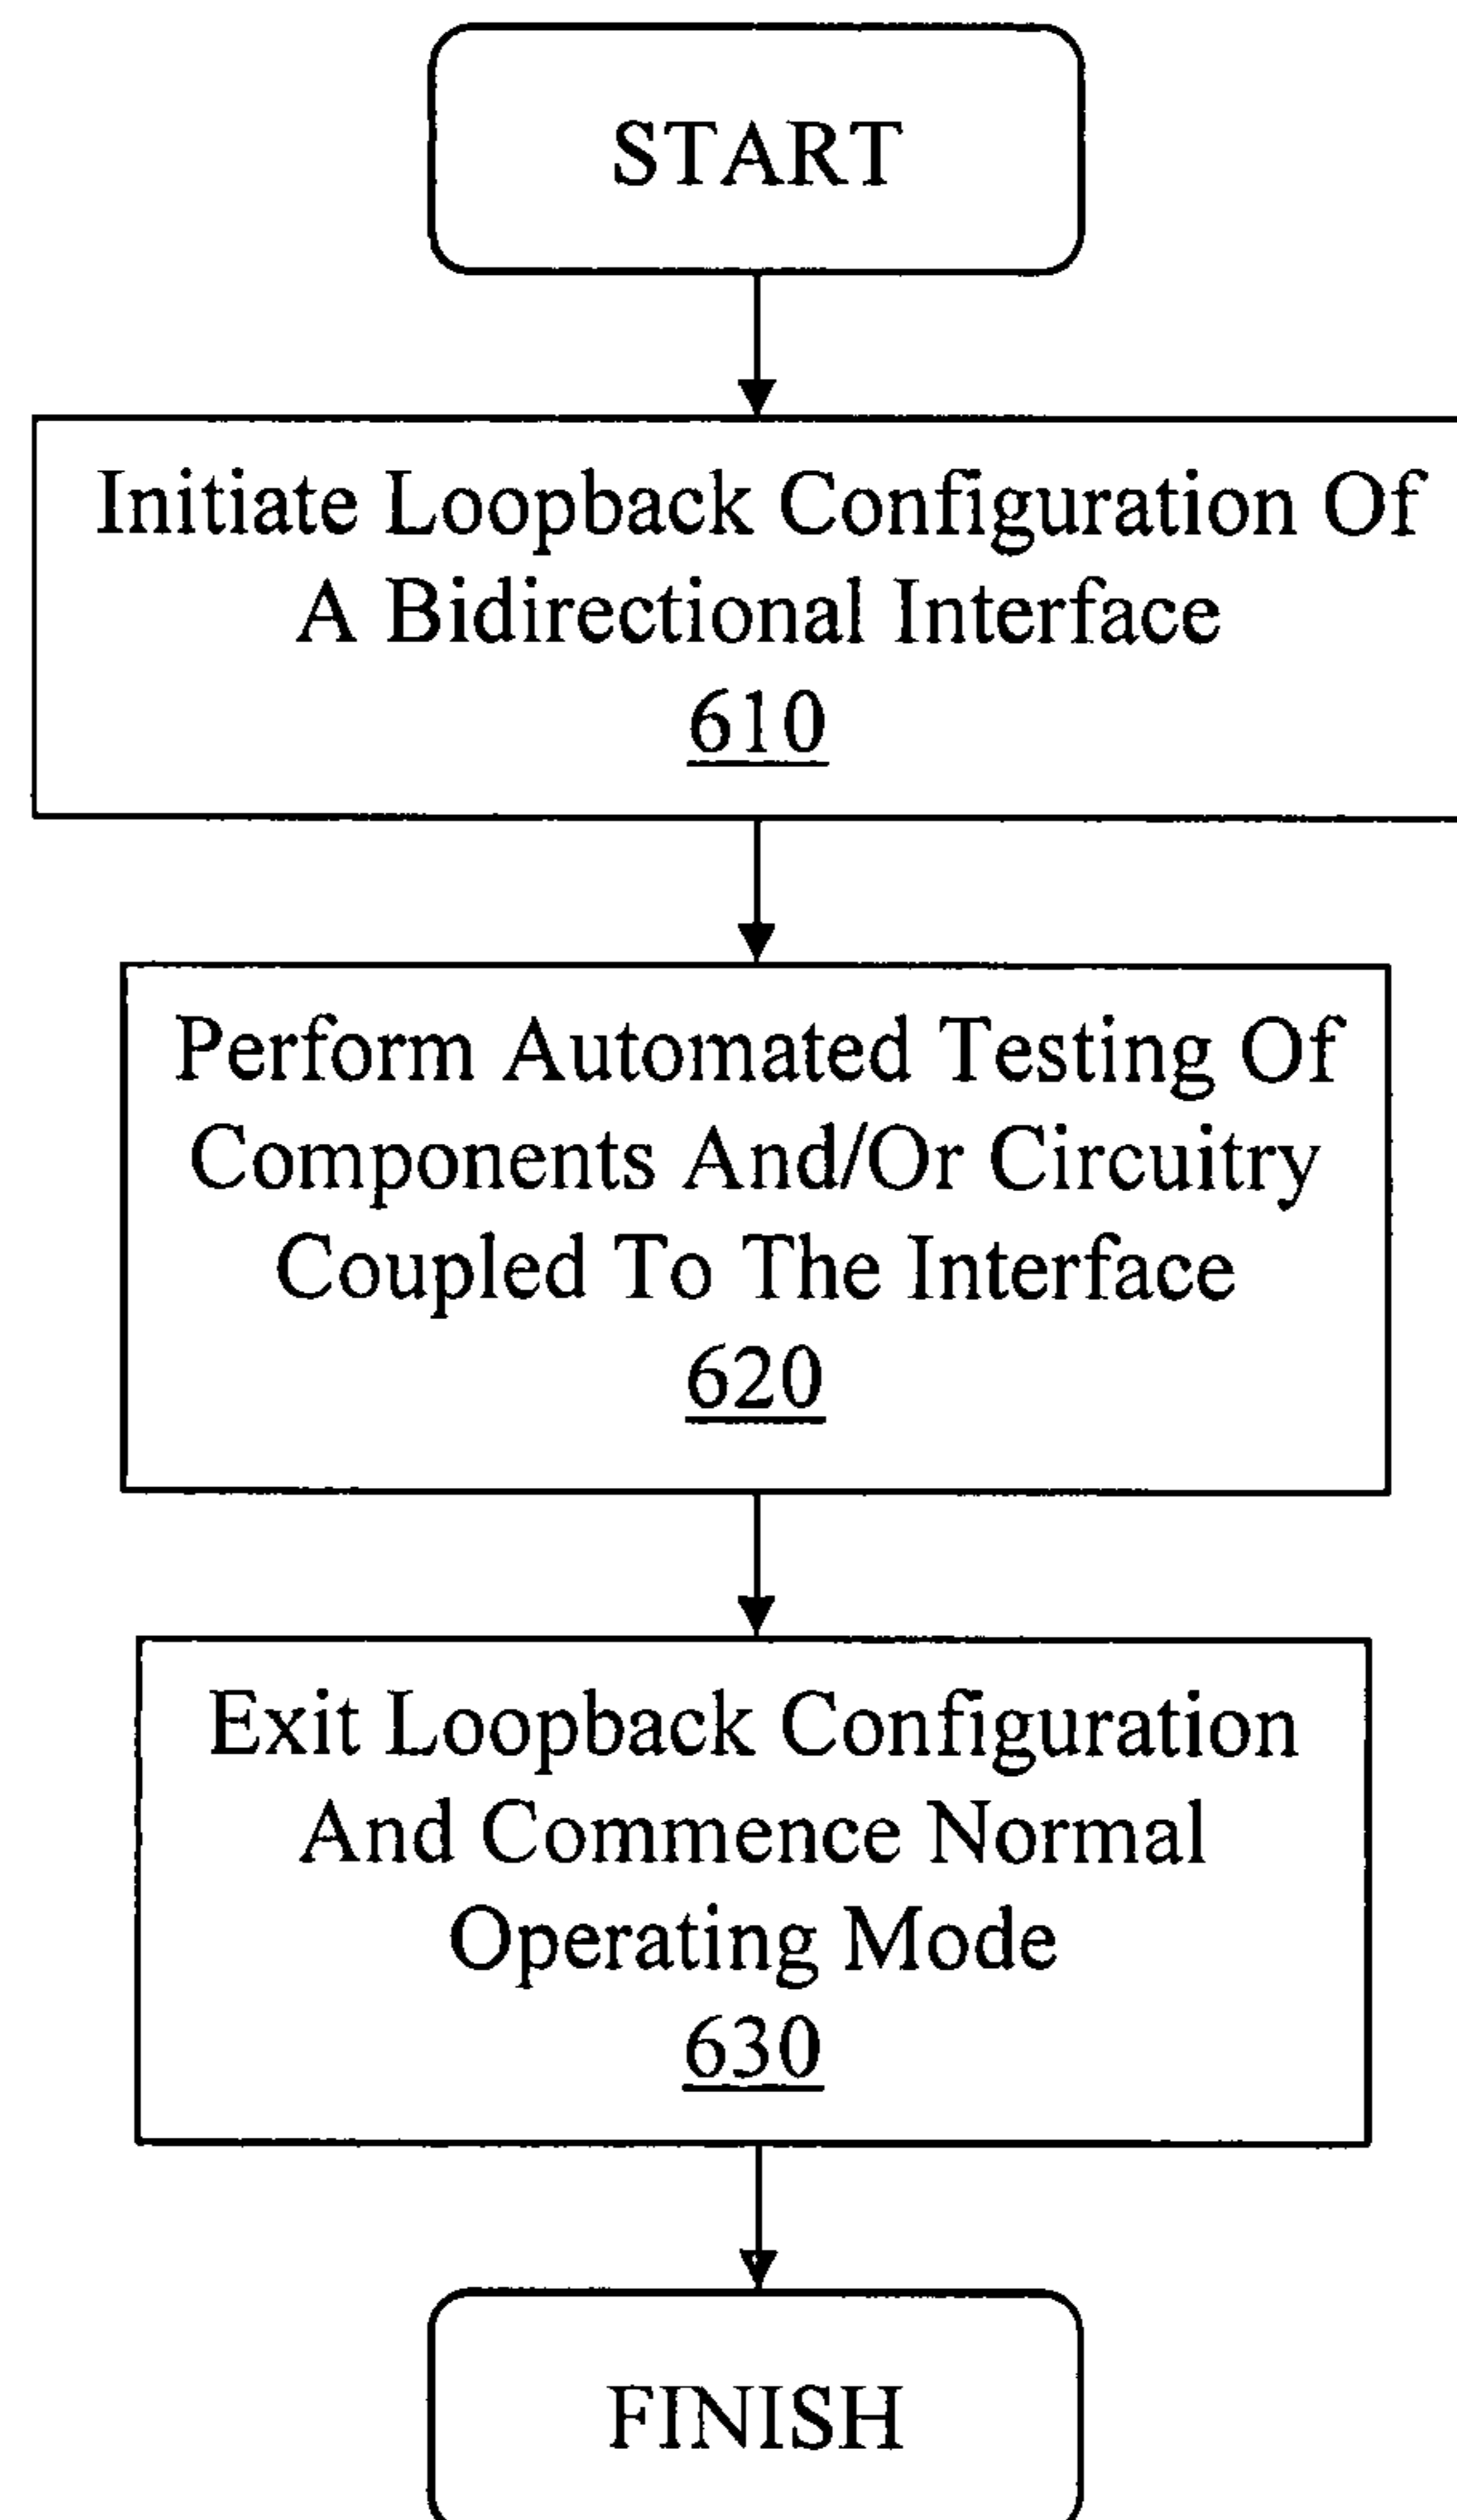 START
Initiate Loopback Configuration Of
A Bidirectional Interface
610
Perform Automated Testing Of
Components And/Or Circuitry
Coupled To The Interface
620
Exit Loopback Configuration
And Commence Normal
Operating Mode
630
FINISH